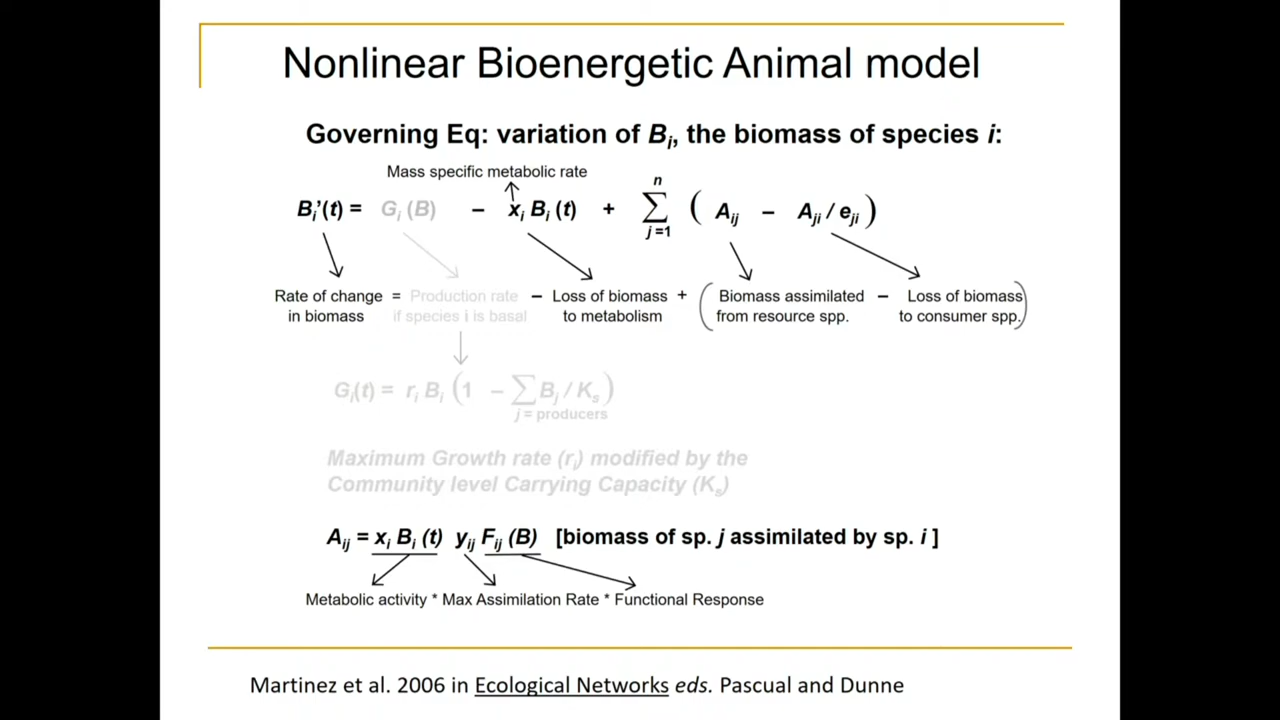 Nonlinear Bioenergetic Animal model
Governing Eq: variation of Bᵢ, the biomass of species i:
Mass specific metabolic rate
Bᵢ’(t) = Gᵢ (B) – xᵢ Bᵢ (t) + n ∑ j =1 ( Aᵢⱼ – Aⱼᵢ / eⱼᵢ )
Rate of change = Production rate – Loss of biomass + ( Biomass assimilated – Loss of biomass )
in biomass if species i is basal to metabolism from resource spp. to consumer spp.
Gᵢ(t) = rᵢ Bᵢ (1 – ∑ Bⱼ / Kₛ )
j = producers
Maximum Growth rate (rᵢ) modified by the
Community level Carrying Capacity (Kₛ)
Aᵢⱼ = xᵢ Bᵢ (t) yᵢⱼ Fᵢⱼ (B) [biomass of sp. j assimilated by sp. i ]
Metabolic activity * Max Assimilation Rate * Functional Response
Martinez et al. 2006 in Ecological Networks eds. Pascual and Dunne